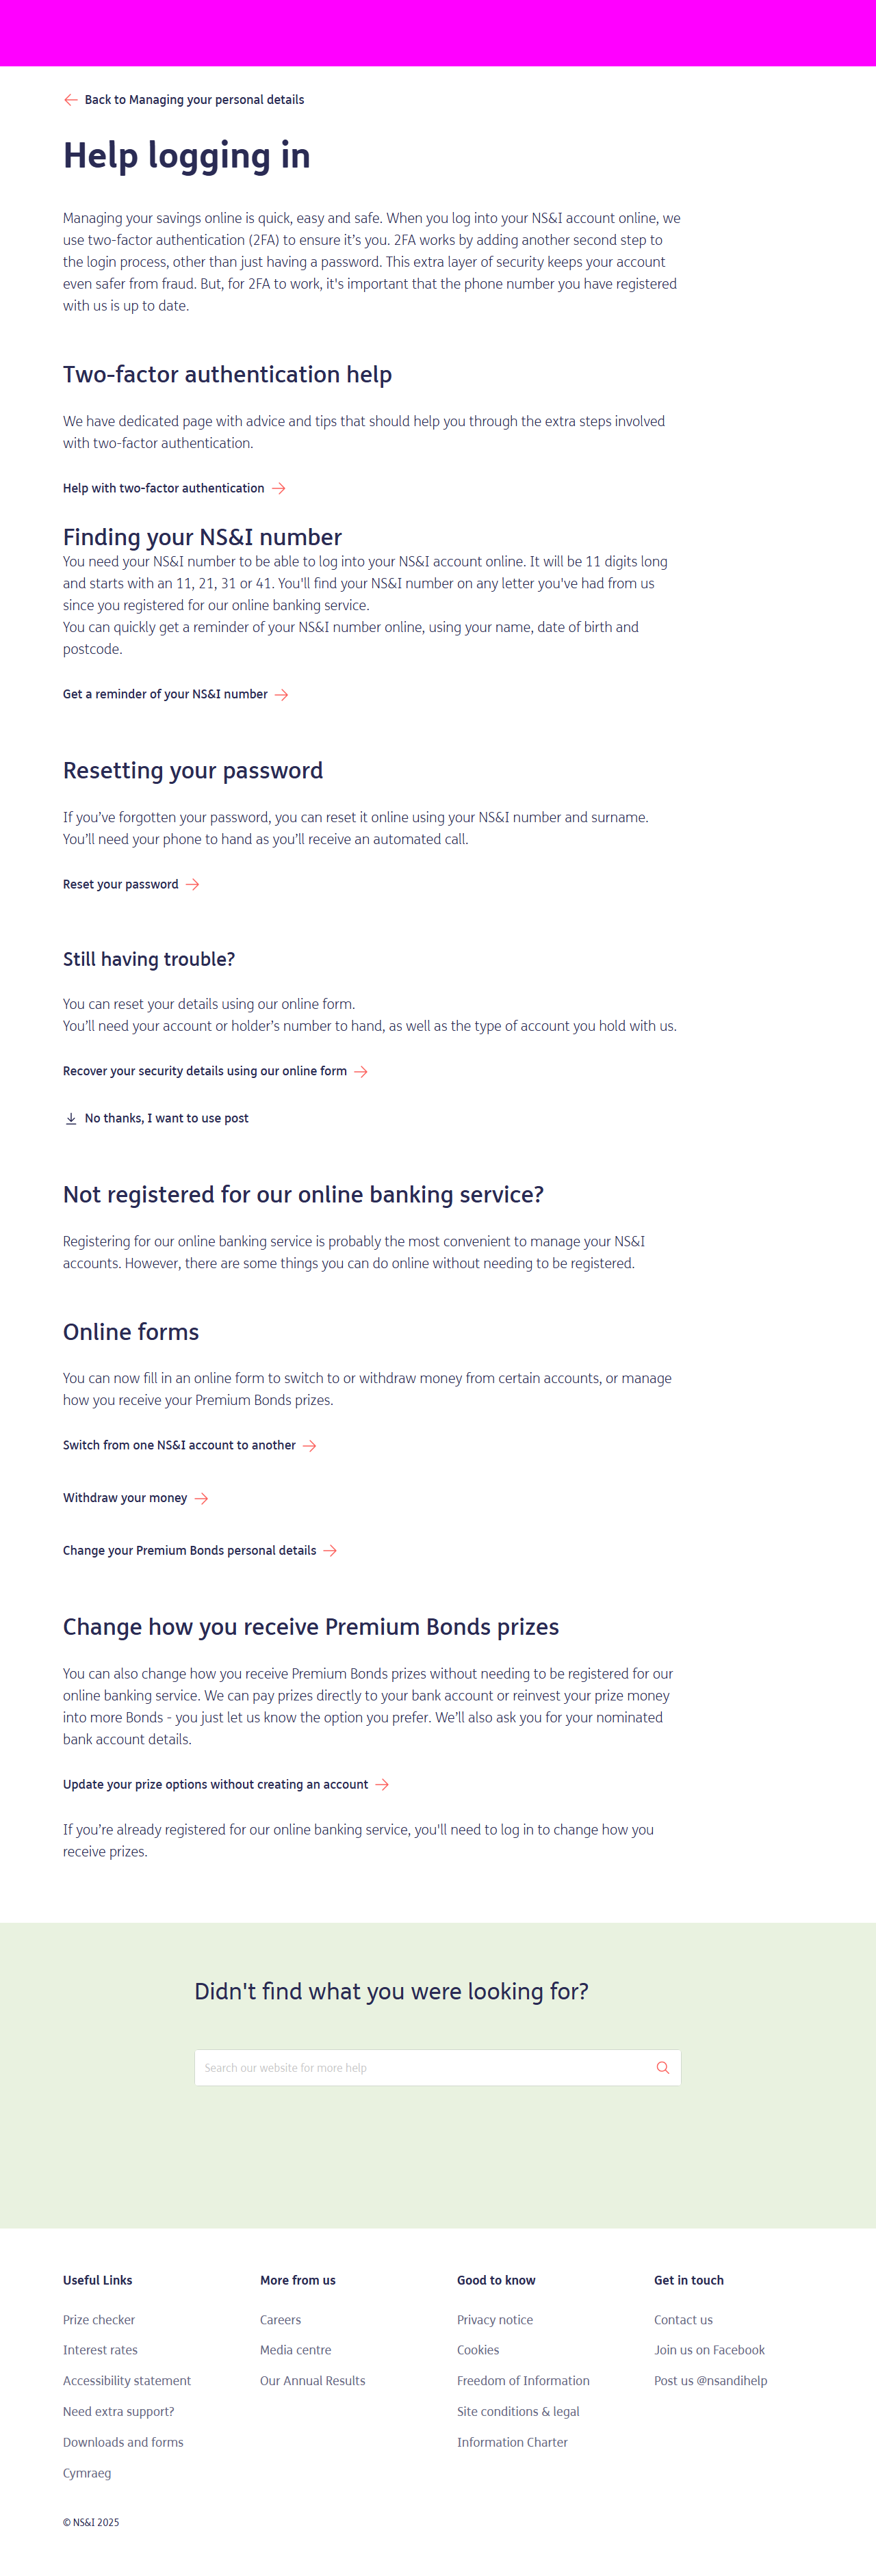 Back to Managing your personal details
Help logging in
Managing your savings online is quick, easy and safe. When you log into your NS&I account online, we
use two-factor authentication (2FA) to ensure it’s you. 2FA works by adding another second step to
the login process, other than just having a password. This extra layer of security keeps your account
even safer from fraud. But, for 2FA to work, it's important that the phone number you have registered
with us is up to date.
Two-factor authentication help
We have dedicated page with advice and tips that should help you through the extra steps involved
with two-factor authentication.
Help with two-factor authentication
Finding your NS&I number
You need your NS&I number to be able to log into your NS&I account online. It will be 11 digits long
and starts with an 11, 21, 31 or 41. You'll find your NS&I number on any letter you've had from us
since you registered for our online banking service.
You can quickly get a reminder of your NS&I number online, using your name, date of birth and
postcode.
Get a reminder of your NS&I number
Resetting your password
If you’ve forgotten your password, you can reset it online using your NS&I number and surname.
You’ll need your phone to hand as you’ll receive an automated call.
Reset your password
Still having trouble?
You can reset your details using our online form.
You’ll need your account or holder’s number to hand, as well as the type of account you hold with us.
Recover your security details using our online form
No thanks, I want to use post
Not registered for our online banking service?
Registering for our online banking service is probably the most convenient to manage your NS&I
accounts. However, there are some things you can do online without needing to be registered.
Online forms
You can now fill in an online form to switch to or withdraw money from certain accounts, or manage
how you receive your Premium Bonds prizes.
Switch from one NS&I account to another
Withdraw your money
Change your Premium Bonds personal details
Change how you receive Premium Bonds prizes
You can also change how you receive Premium Bonds prizes without needing to be registered for our
online banking service. We can pay prizes directly to your bank account or reinvest your prize money
into more Bonds - you just let us know the option you prefer. We’ll also ask you for your nominated
bank account details.
Update your prize options without creating an account
If you’re already registered for our online banking service, you'll need to log in to change how you
receive prizes.
Didn't find what you were looking for?
Search our website for more help
Useful Links
Prize checker
Interest rates
Accessibility statement
Need extra support?
Downloads and forms
Cymraeg
More from us
Careers
Media centre
Our Annual Results
Good to know
Privacy notice
Cookies
Freedom of Information
Site conditions & legal
Information Charter
Get in touch
Contact us
Join us on Facebook
Post us @nsandihelp
© NS&I 2025